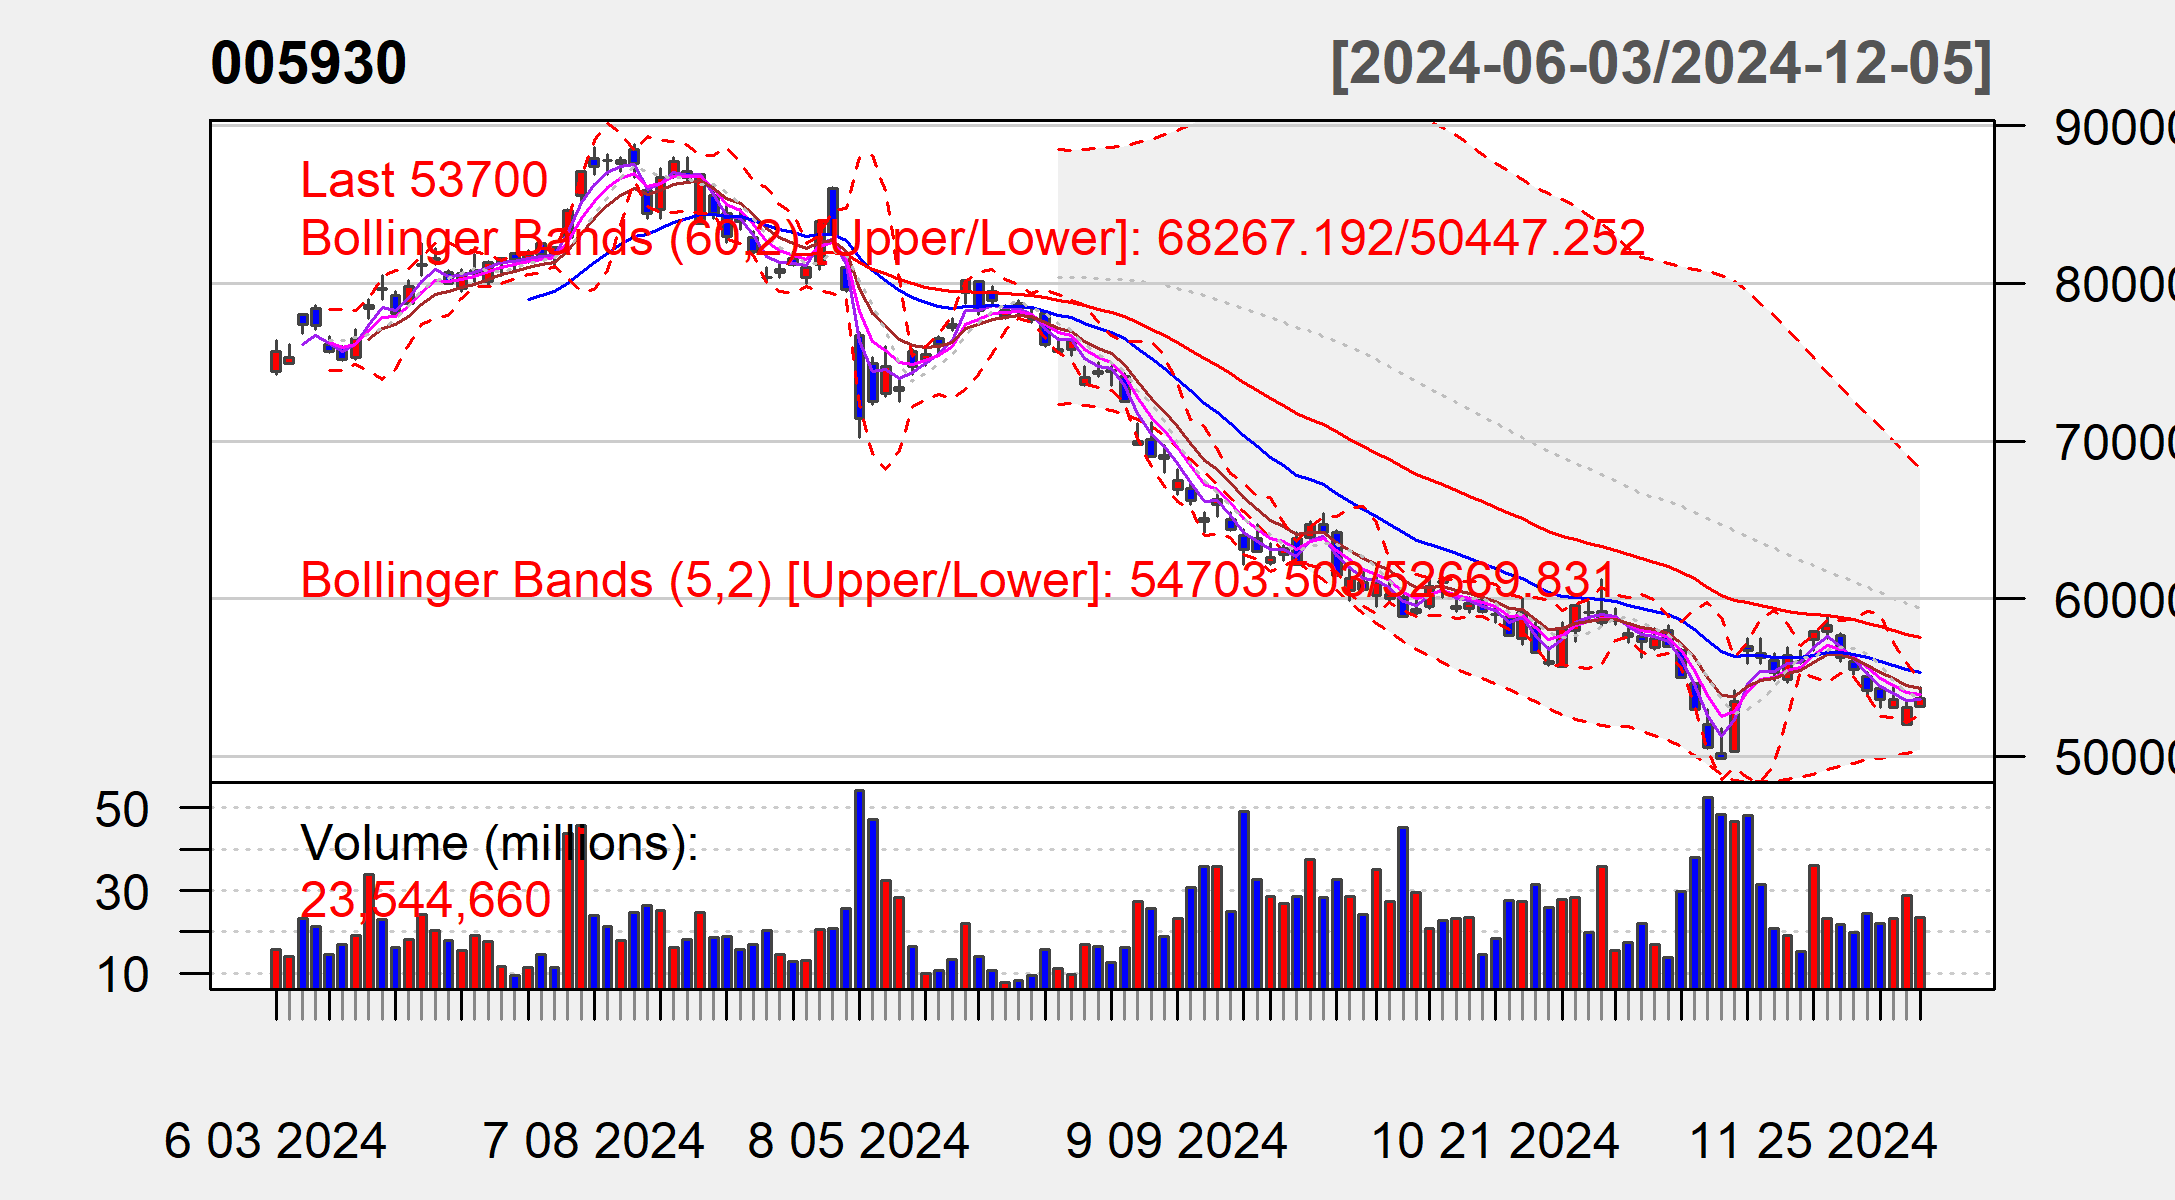 005930
[2024-06-03/2024-12-05]
Last 53700
Bollinger Bands (60,2) [Upper/Lower]: 68267.192/50447.252
Bollinger Bands (5,2) [Upper/Lower]: 54703.503/52669.831
90000
80000
70000
60000
50000
Volume (millions):
23,544,660
50
30
10
6 03 2024
7 08 2024
8 05 2024
9 09 2024
10 21 2024
11 25 2024